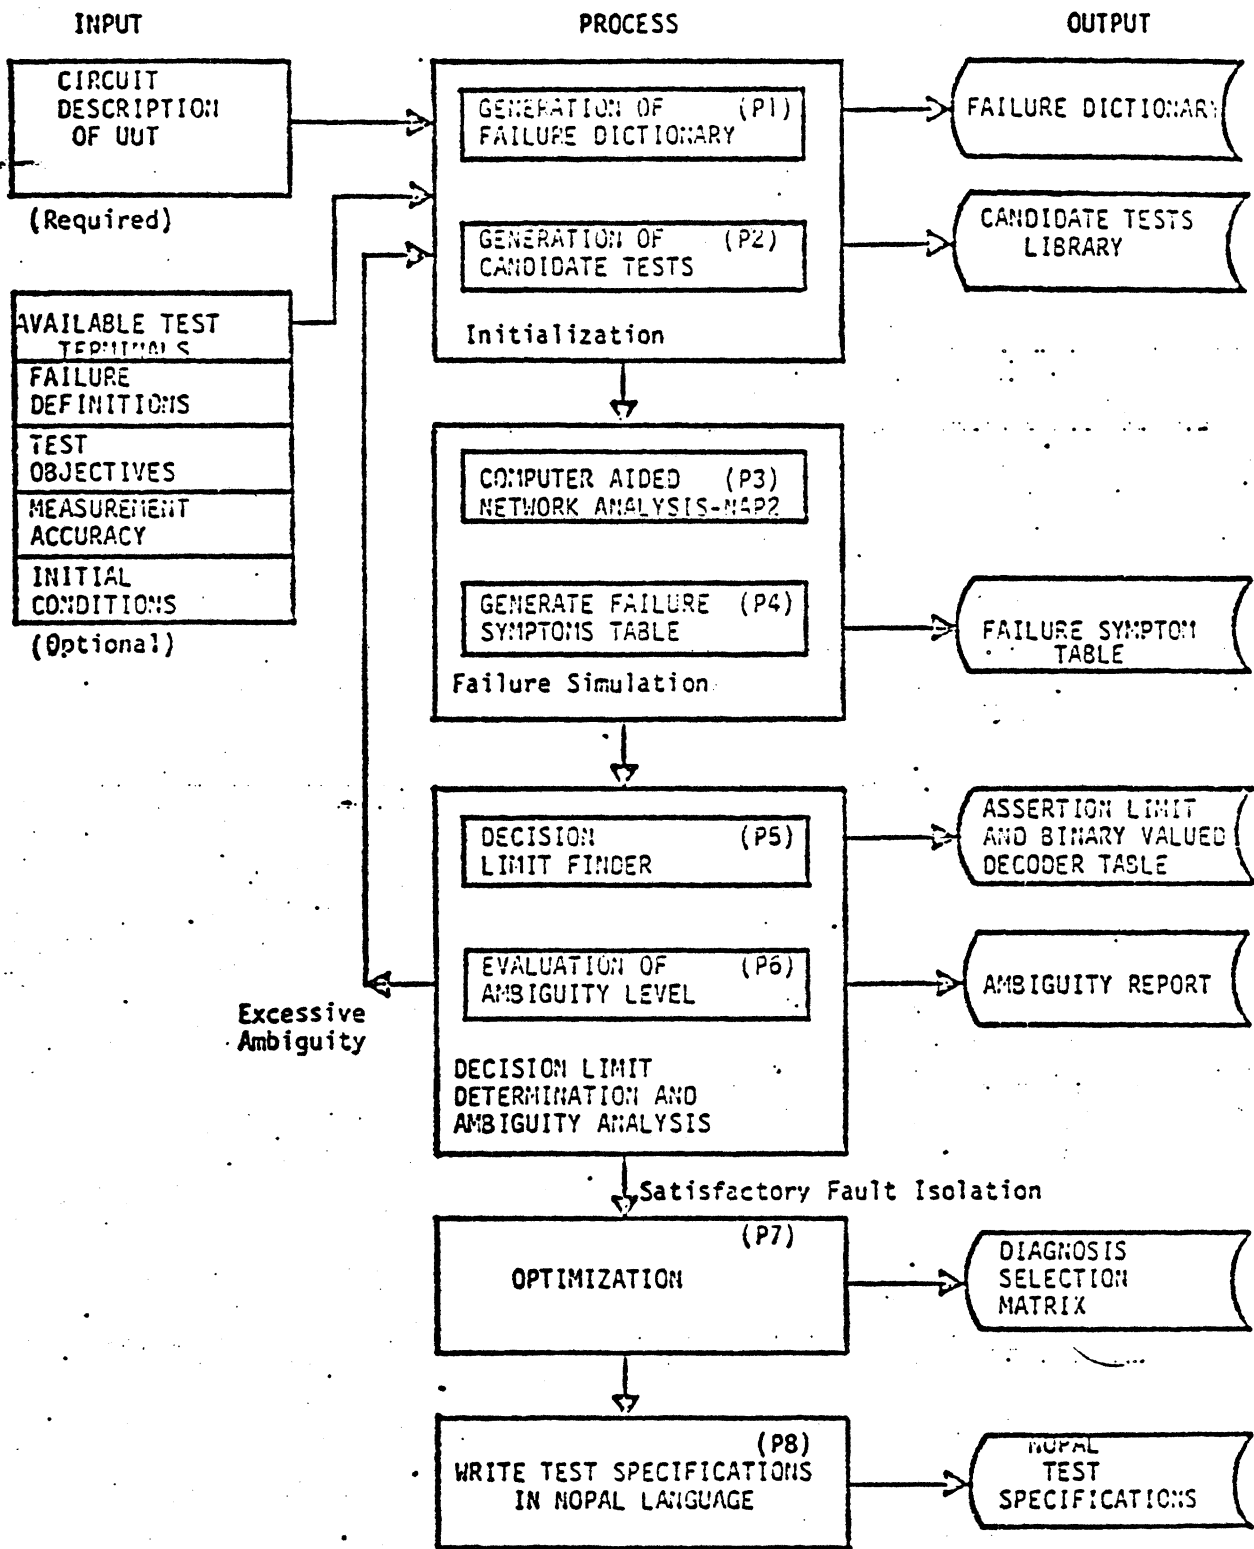 INPUT
PROCESS
OUTPUT
CIRCUIT
DESCRIPTION
OF UUT
(Required)
AVAILABLE TEST
TERMINALS
FAILURE
DEFINITIONS
TEST
OBJECTIVES
MEASUREMENT
ACCURACY
INITIAL
CONDITIONS
(Optional)
GENERATION OF (P1)
FAILURE DICTIONARY
GENERATION OF (P2)
CANDIDATE TESTS
Initialization
FAILURE DICTIONARY
CANDIDATE TESTS
LIBRARY
COMPUTER AIDED (P3)
NETWORK ANALYSIS-NAP2
GENERATE FAILURE (P4)
SYMPTOMS TABLE
Failure Simulation
FAILURE SYMPTOM
TABLE
DECISION (P5)
LIMIT FINDER
EVALUATION OF (P6)
AMBIGUITY LEVEL
DECISION LIMIT
DETERMINATION AND
AMBIGUITY ANALYSIS
Excessive
Ambiguity
ASSERTION LIMIT
AND BINARY VALUED
DECODER TABLE
AMBIGUITY REPORT
Satisfactory Fault Isolation
(P7)
OPTIMIZATION
DIAGNOSIS
SELECTION
MATRIX
(P8)
WRITE TEST SPECIFICATIONS
IN NOPAL LANGUAGE
NOPAL
TEST
SPECIFICATIONS